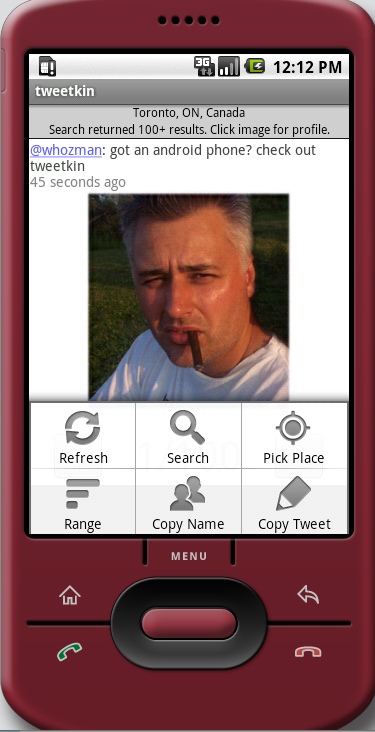 3G
12:12 PM
tweetkin
Toronto, ON, Canada
Search returned 100+ results. Click image for profile.
@whozman: got an android phone? check out
tweetkin
45 seconds ago
Refresh
Search
Pick Place
Range
Copy Name
Copy Tweet
MENU